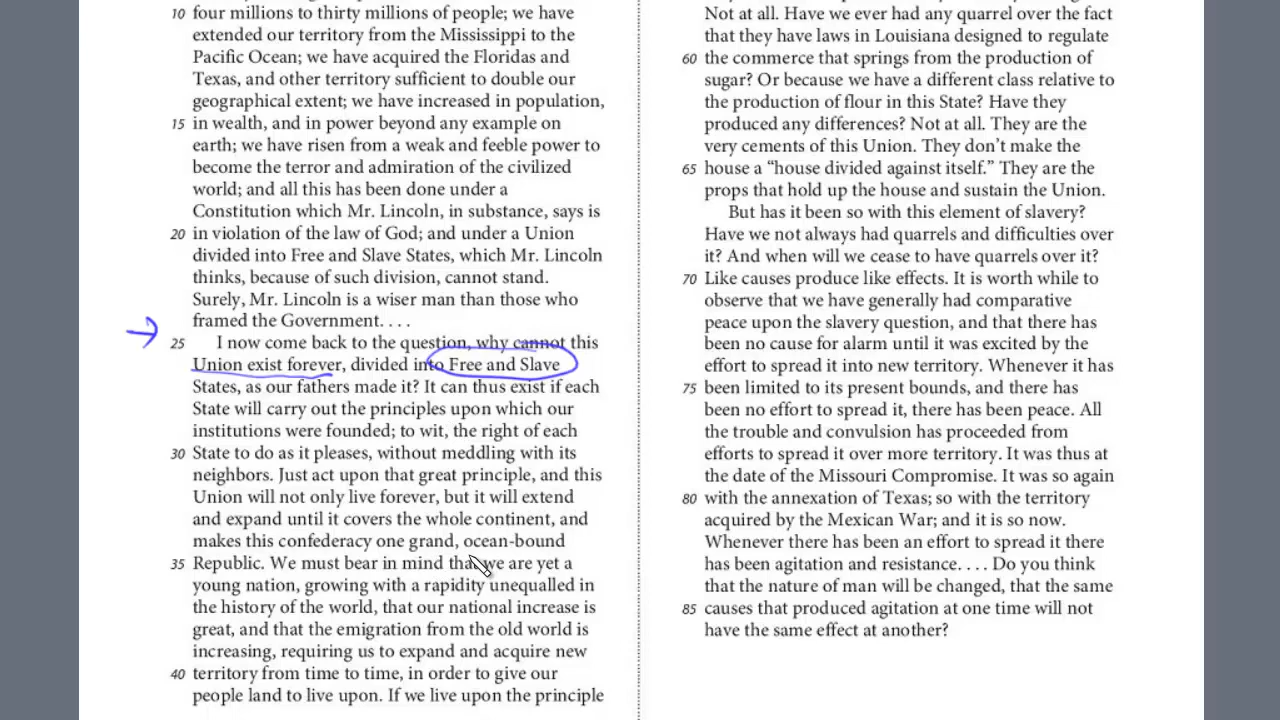 10 four millions to thirty millions of people; we have
extended our territory from the Mississippi to the
Pacific Ocean; we have acquired the Floridas and
Texas, and other territory sufficient to double our
geographical extent; we have increased in population,
15 in wealth, and in power beyond any example on
earth; we have risen from a weak and feeble power to
become the terror and admiration of the civilized
world; and all this has been done under a
Constitution which Mr. Lincoln, in substance, says is
20 in violation of the law of God; and under a Union
divided into Free and Slave States, which Mr. Lincoln
thinks, because of such division, cannot stand.
Surely, Mr. Lincoln is a wiser man than those who
framed the Government. . . .
25 I now come back to the question, why cannot this
Union exist forever, divided into Free and Slave
States, as our fathers made it? It can thus exist if each
State will carry out the principles upon which our
institutions were founded; to wit, the right of each
30 State to do as it pleases, without meddling with its
neighbors. Just act upon that great principle, and this
Union will not only live forever, but it will extend
and expand until it covers the whole continent, and
makes this confederacy one grand, ocean-bound
35 Republic. We must bear in mind that we are yet a
young nation, growing with a rapidity unequalled in
the history of the world, that our national increase is
great, and that the emigration from the old world is
increasing, requiring us to expand and acquire new
40 territory from time to time, in order to give our
people land to live upon. If we live upon the principle
Not at all. Have we ever had any quarrel over the fact
that they have laws in Louisiana designed to regulate
60 the commerce that springs from the production of
sugar? Or because we have a different class relative to
the production of flour in this State? Have they
produced any differences? Not at all. They are the
very cements of this Union. They don't make the
65 house a “house divided against itself.” They are the
props that hold up the house and sustain the Union.
But has it been so with this element of slavery?
Have we not always had quarrels and difficulties over
it? And when will we cease to have quarrels over it?
70 Like causes produce like effects. It is worth while to
observe that we have generally had comparative
peace upon the slavery question, and that there has
been no cause for alarm until it was excited by the
effort to spread it into new territory. Whenever it has
75 been limited to its present bounds, and there has
been no effort to spread it, there has been peace. All
the trouble and convulsion has proceeded from
efforts to spread it over more territory. It was thus at
the date of the Missouri Compromise. It was so again
80 with the annexation of Texas; so with the territory
acquired by the Mexican War; and it is so now.
Whenever there has been an effort to spread it there
has been agitation and resistance. . . . Do you think
that the nature of man will be changed, that the same
85 causes that produced agitation at one time will not
have the same effect at another?